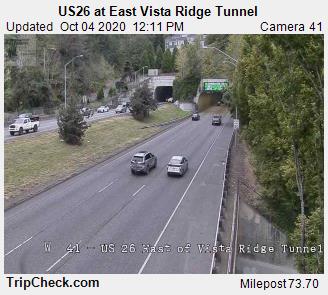 US26 at East Vista Ridge Tunnel
Updated Oct 04 2020 12:11 PM Camera 41
W 41 ← US 26 East of Vista Ridge Tunnel
TripCheck.com Milepost 73.70